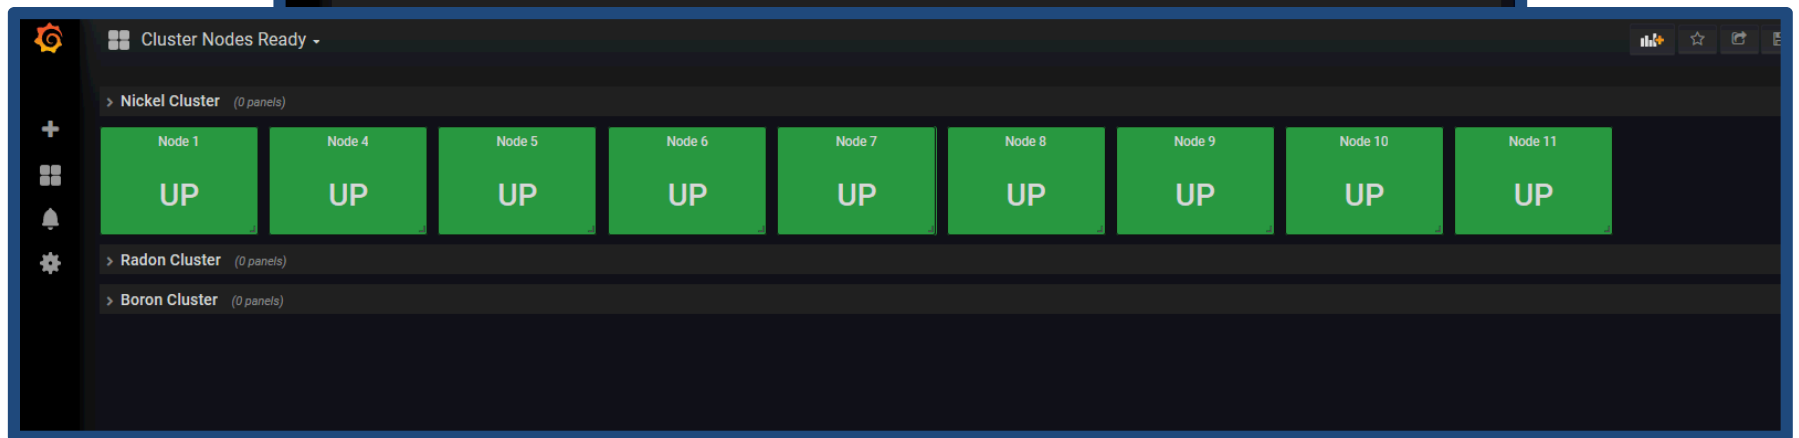 Cluster Nodes Ready
Nickel Cluster (0 panels)
Node 1 Node 4 Node 5 Node 6 Node 7 Node 8 Node 9 Node 10 Node 11
UP UP UP UP UP UP UP UP UP
Radon Cluster (0 panels)
Boron Cluster (0 panels)